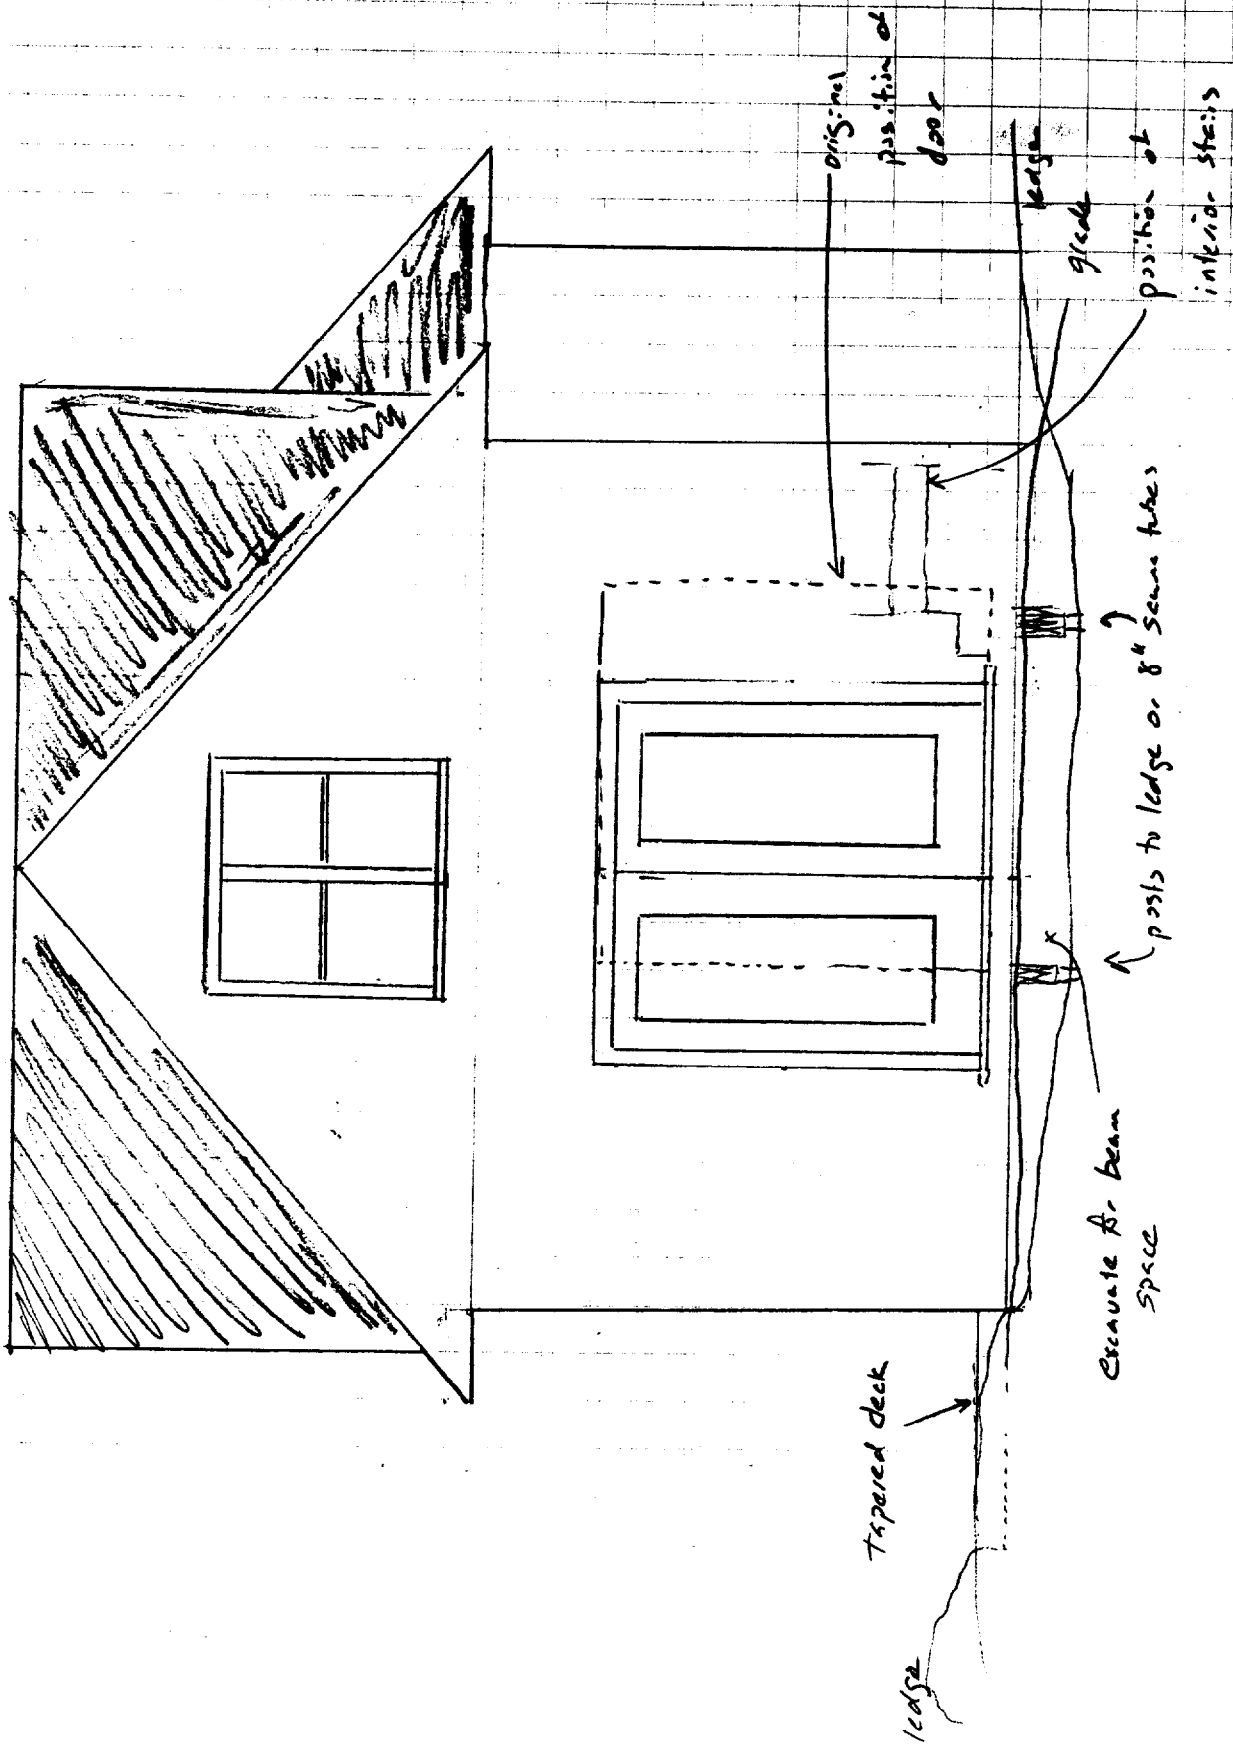 original
position of
door
ledge
grade
position of
interior stairs
posts to ledge or 8" sauna tubes
?
excavate for beam
space
tapered deck
ledge